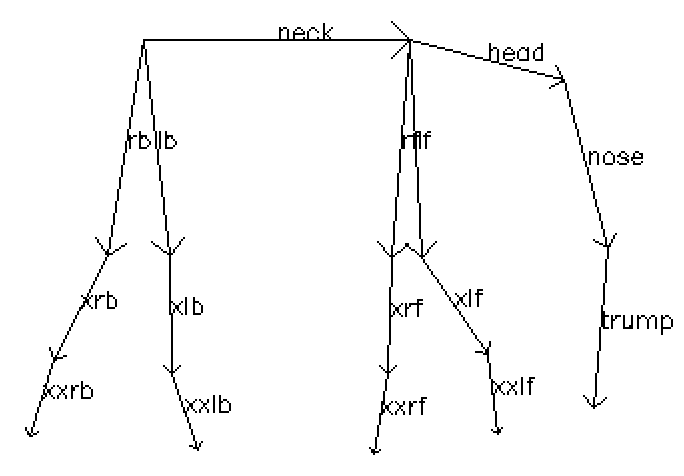 neck
head
rb lb
rf lf
nose
xrb
xlb
xrf
xlf
trump
xxrb
xxlb
xxrf
xxlf